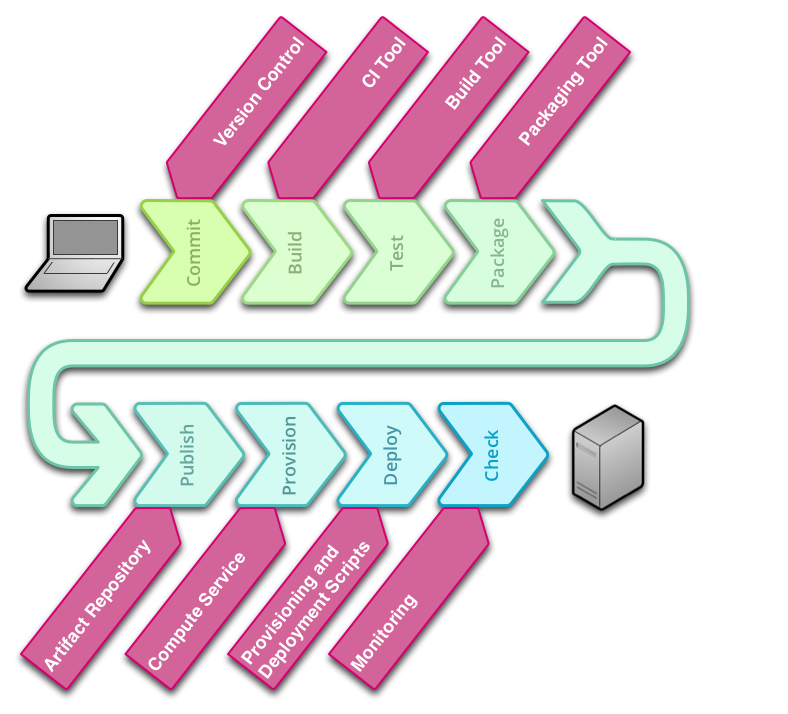 Version Control
CI Tool
Build Tool
Packaging Tool
Commit
Build
Test
Package
Publish
Provision
Deploy
Check
Artifact Repository
Compute Service
Provisioning and
Deployment Scripts
Monitoring